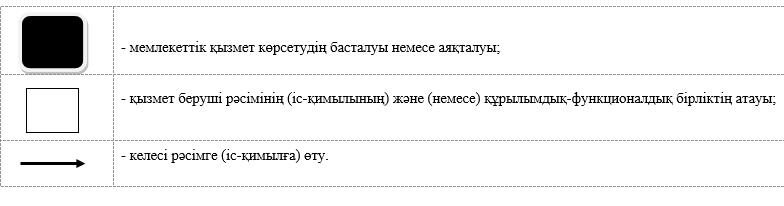 - мемлекеттік қызмет көрсетудің басталуы немесе аяқталуы;
- қызмет беруші рәсімінің (іс-қимылының) және (немесе) құрылымдық-функционалдық бірліктің атауы;
- келесі рәсімге (іс-қимылға) өту.